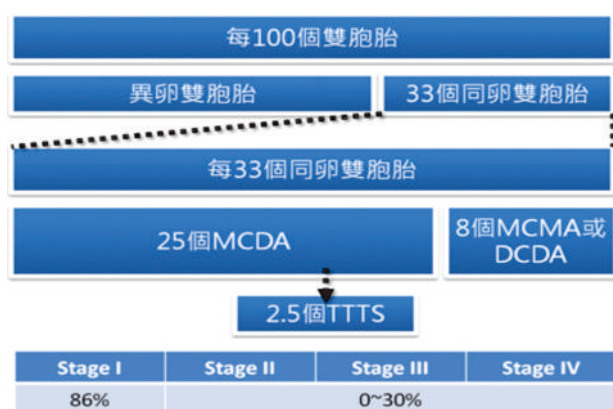 每100個雙胞胎
異卵雙胞胎 33個同卵雙胞胎
每33個同卵雙胞胎
25個MCDA
8個MCMA或
DCDA
2.5個TTTS
Stage I Stage II Stage III Stage IV
86% 0~30%